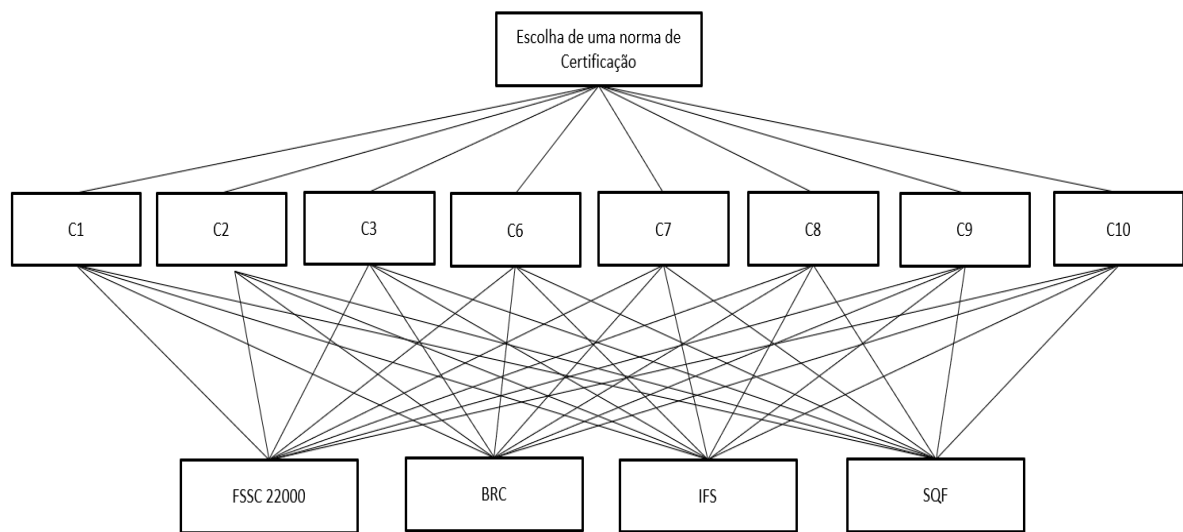 Escolha de uma norma de
Certificação
C1
C2
C3
C6
C7
C8
C9
C10
FSSC 22000
BRC
IFS
SQF